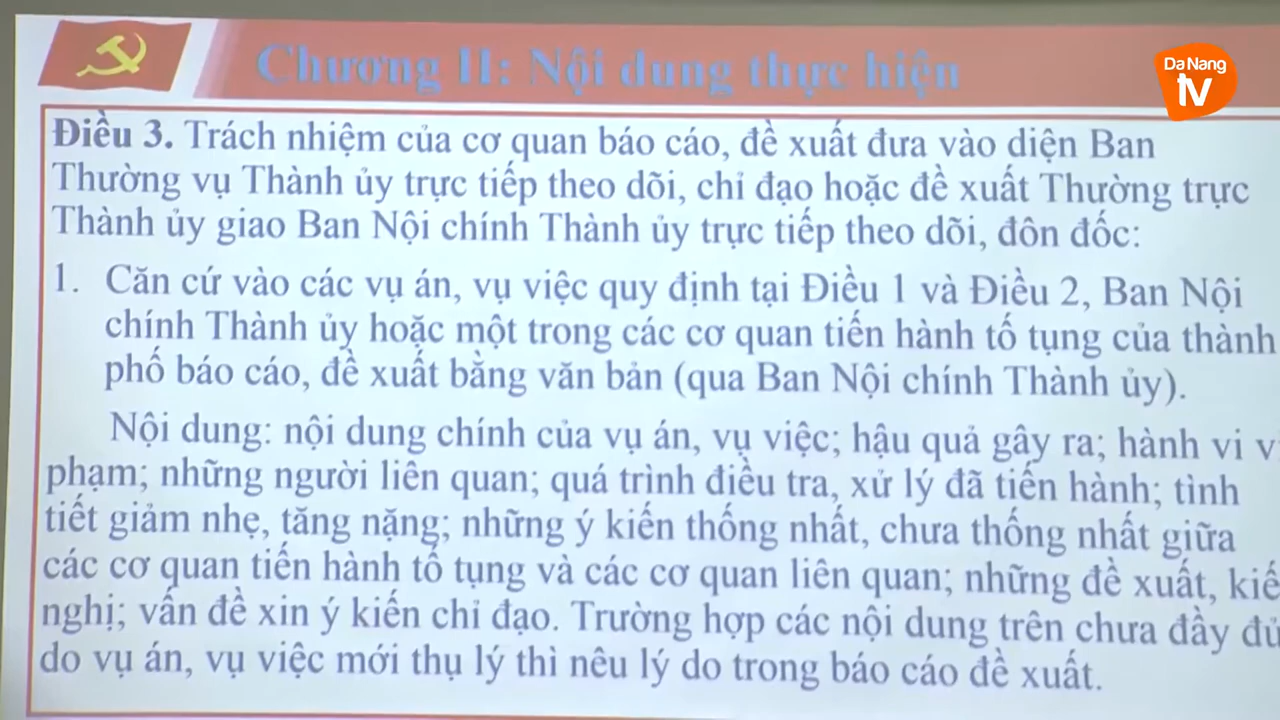 Chương II: Nội dung thực hiện
Da Nang
tv
Điều 3. Trách nhiệm của cơ quan báo cáo, đề xuất đưa vào diện Ban
Thường vụ Thành ủy trực tiếp theo dõi, chỉ đạo hoặc đề xuất Thường trực
Thành ủy giao Ban Nội chính Thành ủy trực tiếp theo dõi, đôn đốc:
1. Căn cứ vào các vụ án, vụ việc quy định tại Điều 1 và Điều 2, Ban Nội
chính Thành ủy hoặc một trong các cơ quan tiến hành tố tụng của thành
phố báo cáo, đề xuất bằng văn bản (qua Ban Nội chính Thành ủy).
Nội dung: nội dung chính của vụ án, vụ việc; hậu quả gây ra; hành vi
phạm; những người liên quan; quá trình điều tra, xử lý đã tiến hành; tình
tiết giảm nhẹ, tăng nặng; những ý kiến thống nhất, chưa thống nhất giữa
các cơ quan tiến hành tố tụng và các cơ quan liên quan; những đề xuất,
nghị; vấn đề xin ý kiến chỉ đạo. Trường hợp các nội dung trên chưa đầy đủ
do vụ án, vụ việc mới thụ lý thì nêu lý do trong báo cáo đề xuất.